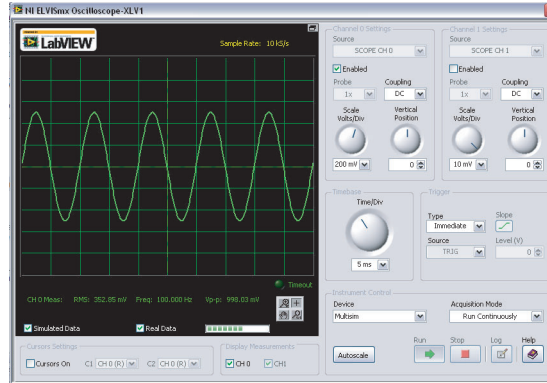 NI ELVISmx Oscilloscope-XLV1
LabVIEW
Sample Rate: 10 kS/s
CH 0 Meas: RMS: 352.85 mV Freq: 100.000 Hz Vp-p: 998.03 mV
Timeout
Simulated Data
Real Data
Cursors Settings
Cursors On C1 CH 0 (R) C2 CH 0 (R)
Display Measurements
CH 0 CH1
Channel 0 Settings
Source
SCOPE CH 0
Enabled
Probe Coupling
1x DC
Scale Vertical
Volts/Div Position
200 mV 0
Channel 1 Settings
Source
SCOPE CH 1
Enabled
Probe Coupling
1x DC
Scale Vertical
Volts/Div Position
10 mV 0
Timebase
Time/Div
5 ms
Trigger
Type Slope
Immediate
Source Level (V)
TRIG 0
Instrument Control
Device Acquisition Mode
Multisim Run Continuously
Run Stop Log Help
Autoscale